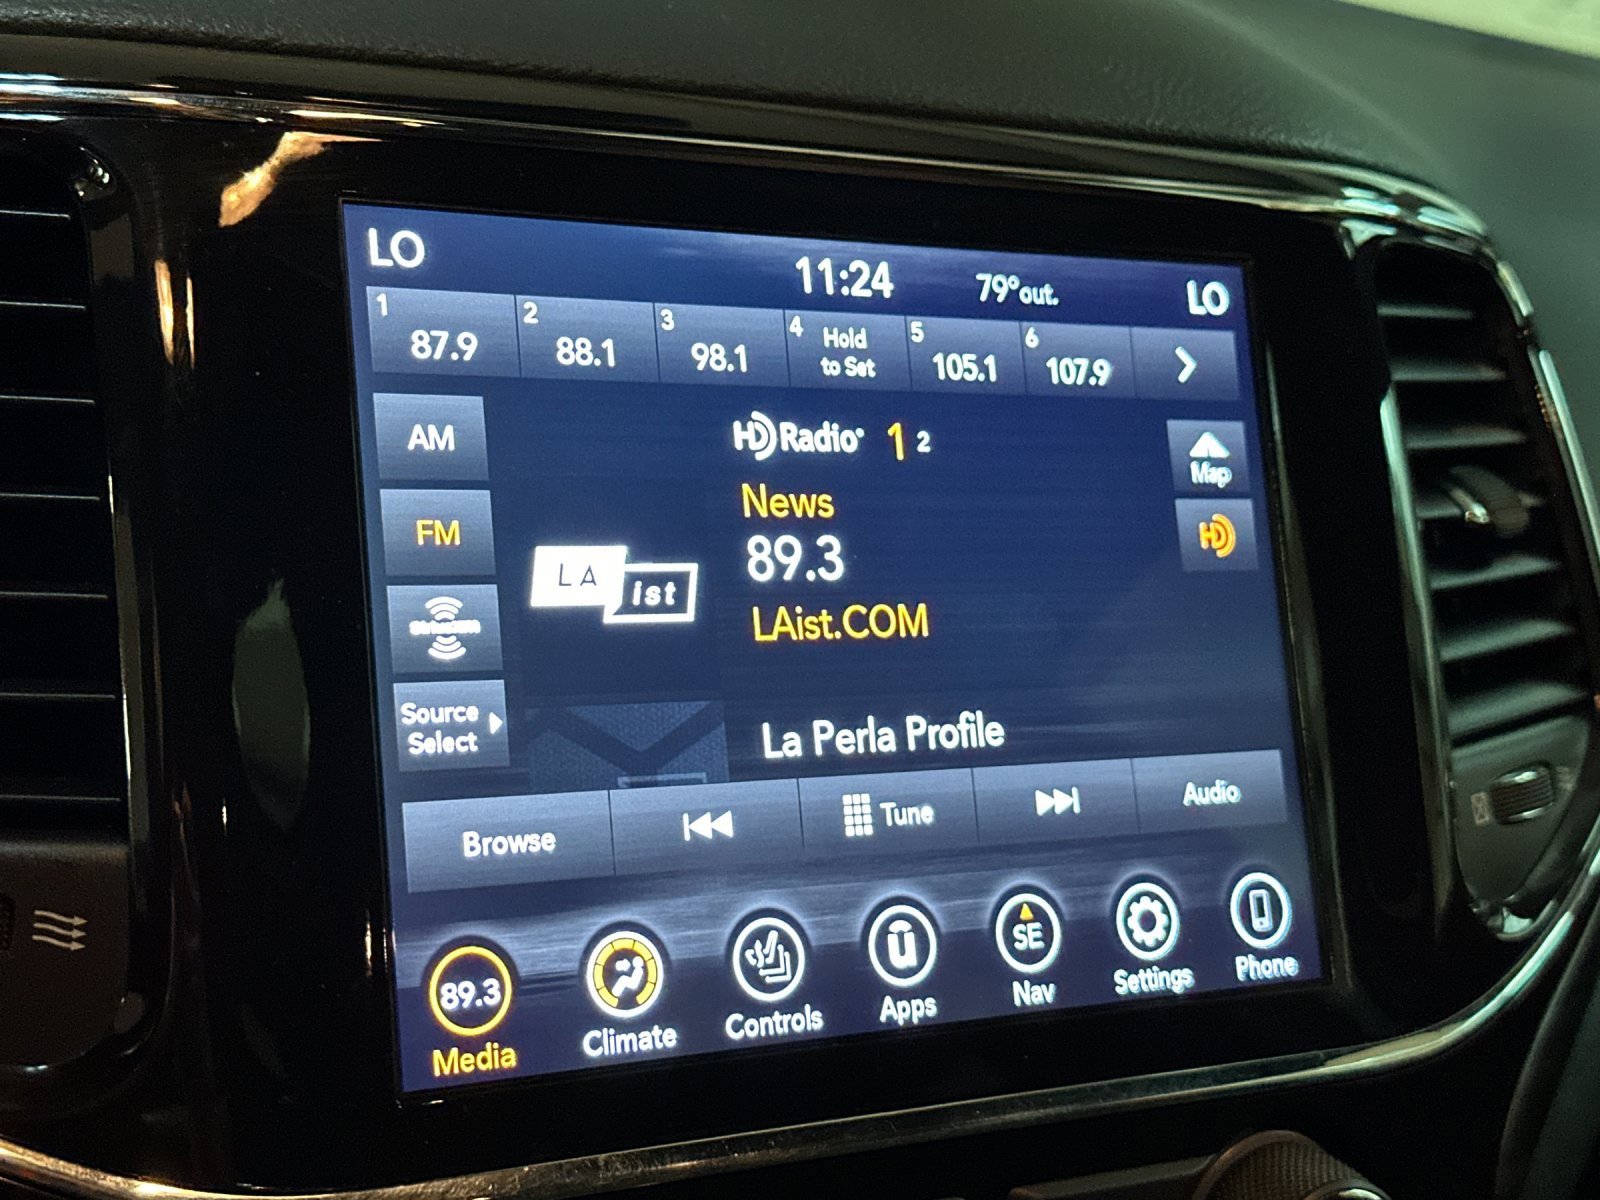 LO 11:24 79°out. LO
1 87.9 2 88.1 3 98.1 4 Hold to Set 5 105.1 6 107.9
AM
HD Radio 1 2
Map
News
FM
89.3
HD
LA ist
LAist.COM
SiriusXM
Source
Select
La Perla Profile
Browse Tune Audio
89.3 SE
Media Climate Controls Apps Nav Settings Phone